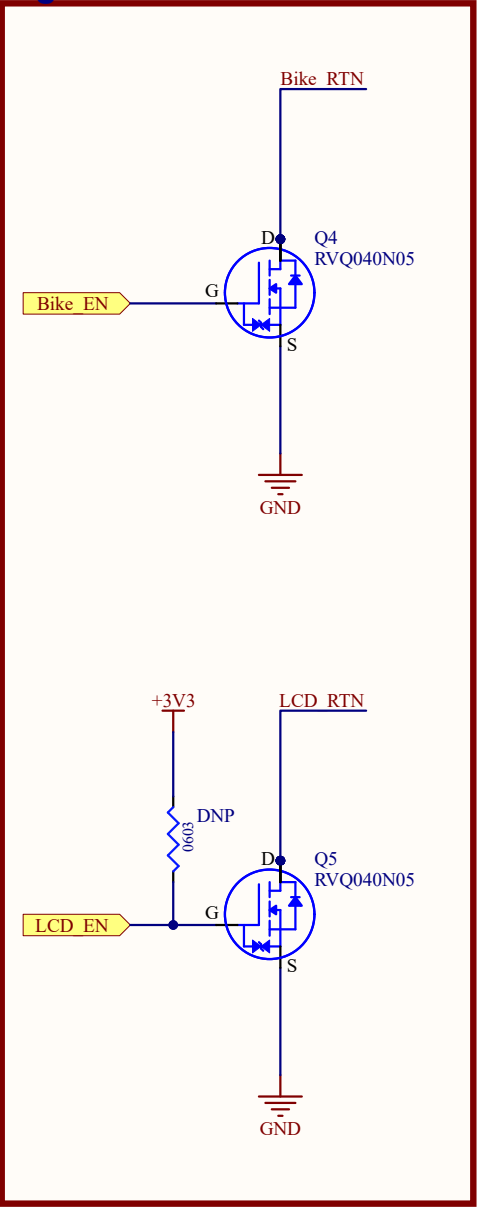 Bike_RTN
D
Q4
RVQ040N05
G
Bike_EN
S
GND
+3V3
LCD_RTN
DNP
0603
D
Q5
RVQ040N05
G
LCD_EN
S
GND